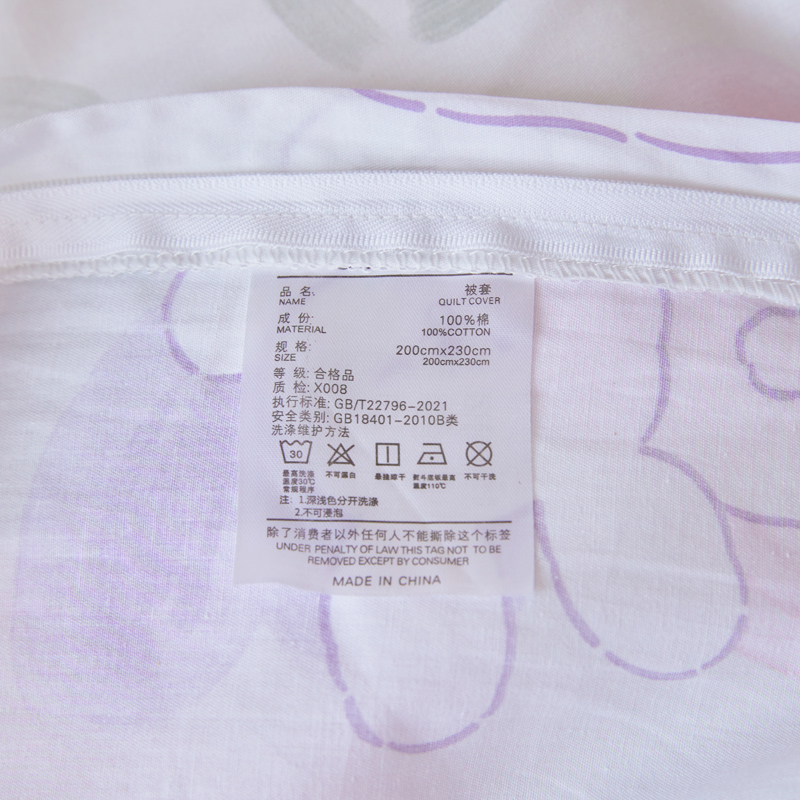 品 名:
NAME
被套
QUILT COVER
成 份:
MATERIAL
100%棉
100%COTTON
规 格:
SIZE
200cmx230cm
200cmx230cm
等 级: 合格品
质 检: X008
执行标准: GB/T22796-2021
安全类别: GB18401-2010B类
洗涤维护方法
30
最高洗涤
温度30℃
常规程序
不可漂白
悬挂晾干
熨斗底板最高
温度110℃
不可干洗
注: 1.深浅色分开洗涤
2.不可浸泡
除了消费者以外任何人不能撕除这个标签
UNDER PENALTY OF LAW THIS TAG NOT TO BE
REMOVED EXCEPT BY CONSUMER
MADE IN CHINA